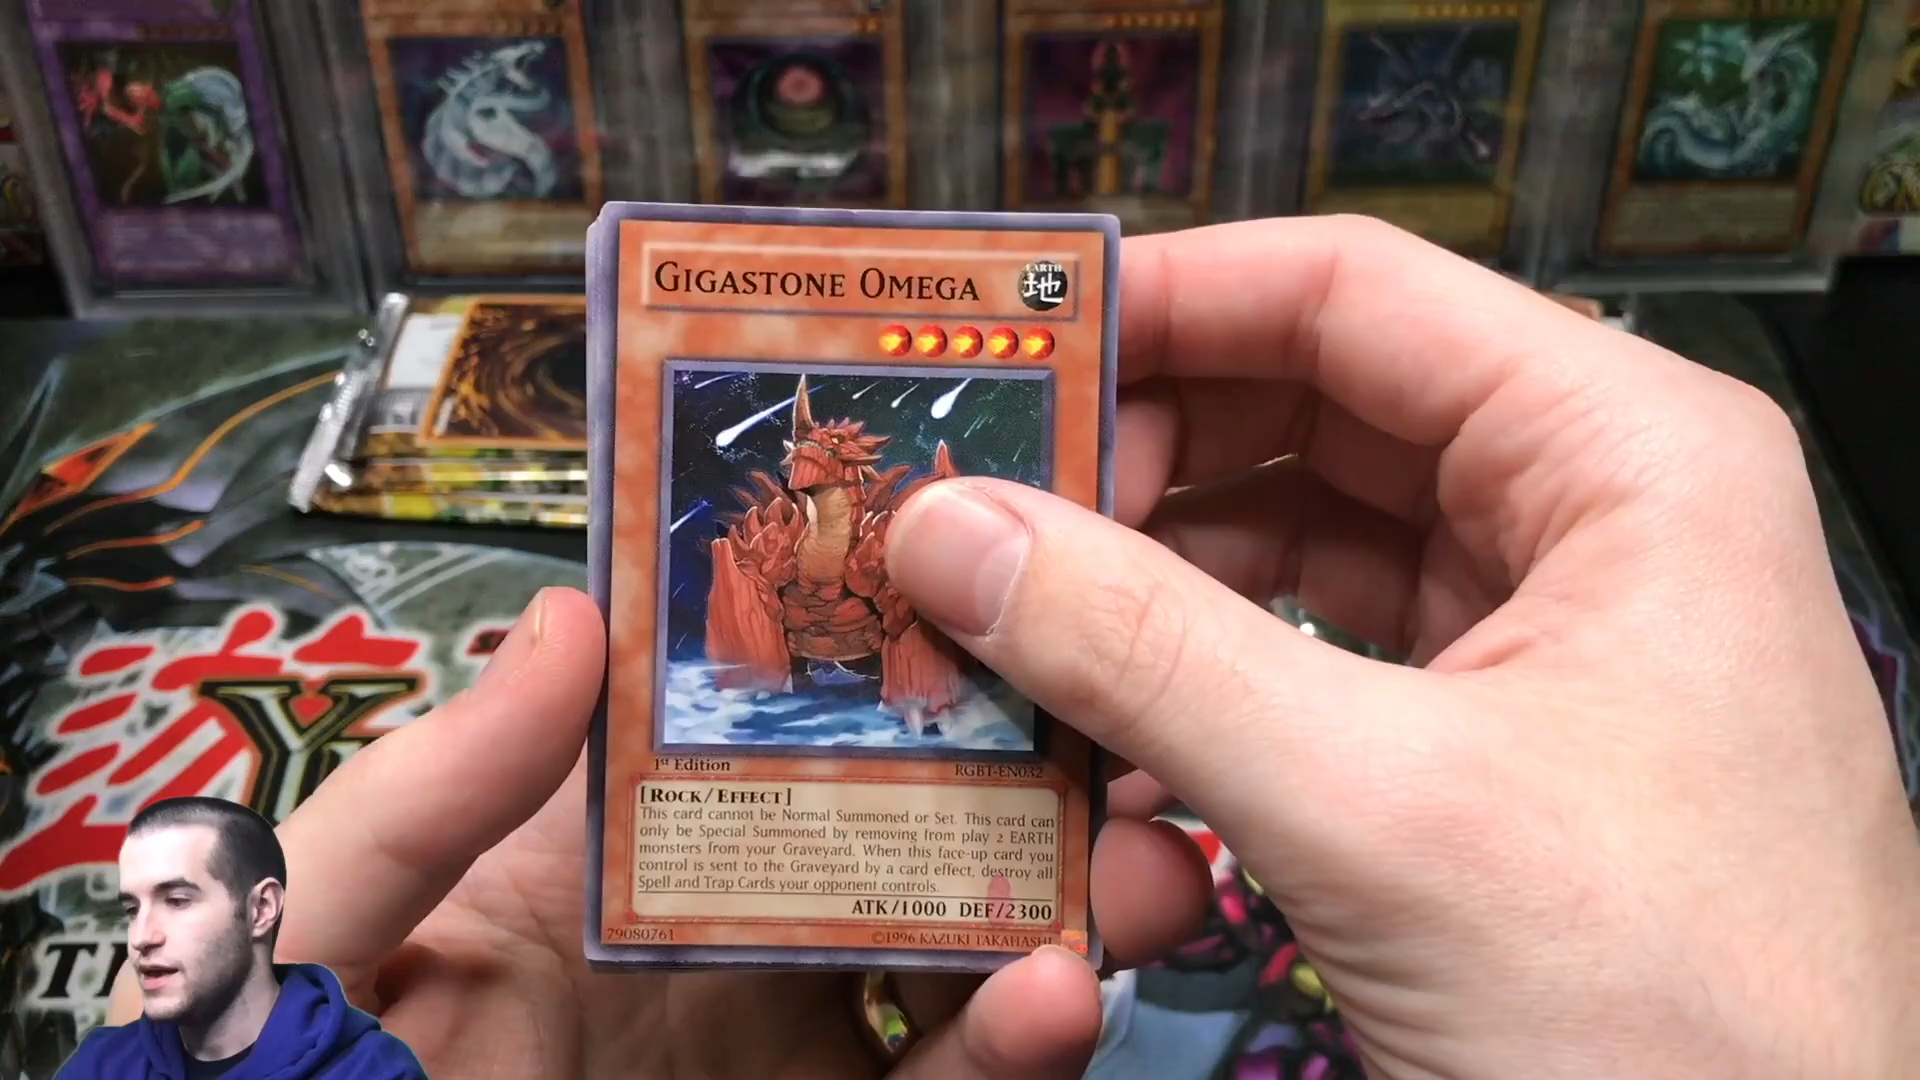 GIGASTONE OMEGA
EARTH
地
1st Edition
RGBT-EN032
[ROCK/EFFECT]
This card cannot be Normal Summoned or Set. This card can
only be Special Summoned by removing from play 2 EARTH
monsters from your Graveyard. When this face-up card you
control is sent to the Graveyard by a card effect, destroy all
Spell and Trap Cards your opponent controls.
ATK/1000 DEF/2300
79080761
©1996 KAZUKI TAKAHASHI